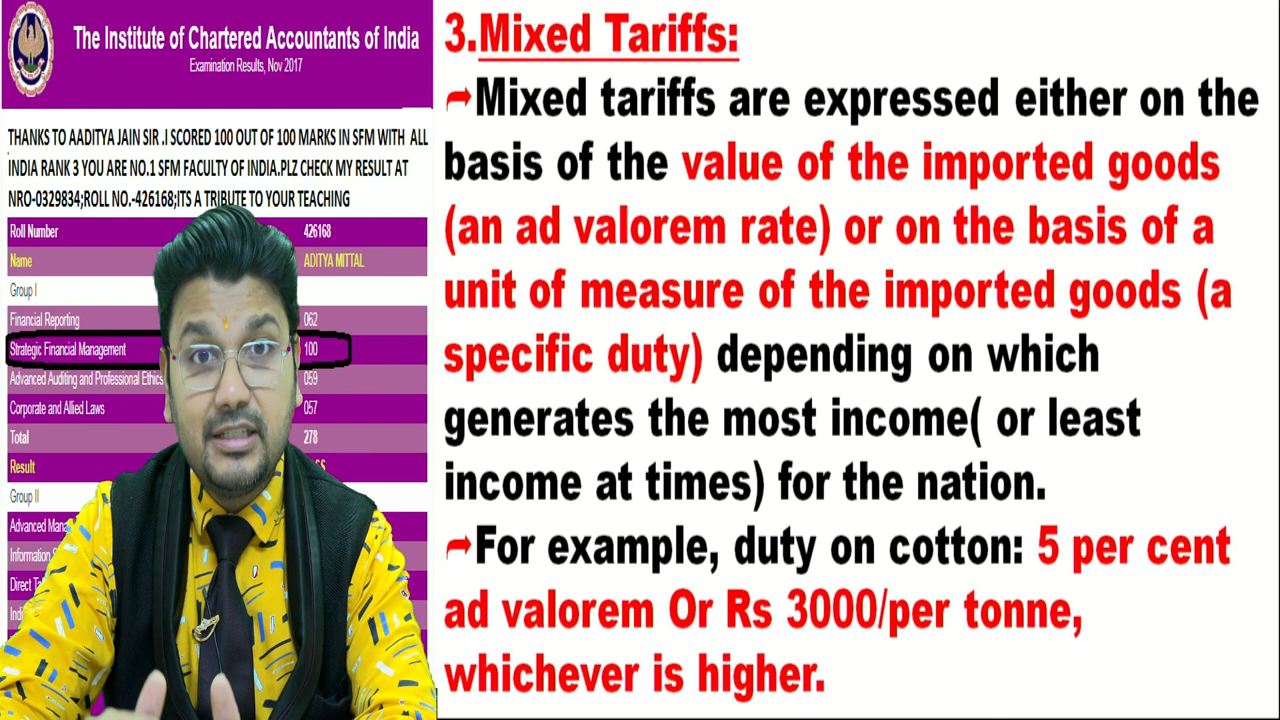 The Institute of Chartered Accountants of India
Examination Results, Nov 2017
THANKS TO AADITYA JAIN SIR .I SCORED 100 OUT OF 100 MARKS IN SFM WITH ALL
INDIA RANK 3 YOU ARE NO.1 SFM FACULTY OF INDIA.PLZ CHECK MY RESULT AT
NRO-0329834;ROLL NO.-426168;ITS A TRIBUTE TO YOUR TEACHING
Roll Number 426168
Name ADITYA MITTAL
Group I
Financial Reporting 062
Strategic Financial Management 100
Advanced Auditing and Professional Ethics 059
Corporate and Allied Laws 057
Total 278
Result
Group II
Advanced
Information
Direct
3.Mixed Tariffs:
Mixed tariffs are expressed either on the
basis of the value of the imported goods
(an ad valorem rate) or on the basis of a
unit of measure of the imported goods (a
specific duty) depending on which
generates the most income( or least
income at times) for the nation.
For example, duty on cotton: 5 per cent
ad valorem Or Rs 3000/per tonne,
whichever is higher.